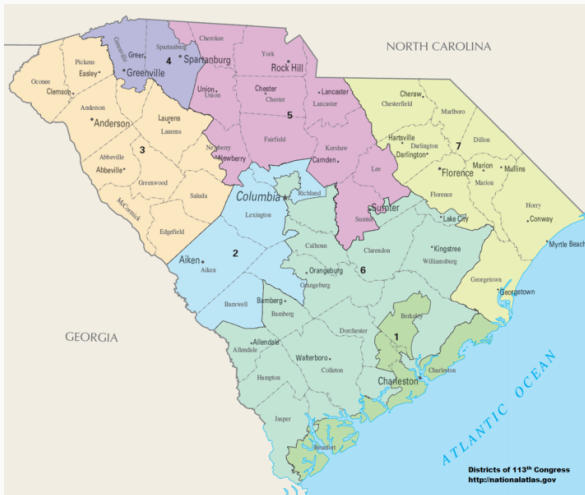 NORTH CAROLINA
Cherokee
York
Rock Hill
Greenville
Spartanburg
Greer
4
Spartanburg
Greenville
Pickens
Easley
Oconee
Clemson
Anderson
Anderson
Laurens
Laurens
3
Abbeville
Abbeville
Greenwood
McCormick
Saluda
Edgefield
Union
Union
Chester
Chester
Lancaster
Lancaster
5
Newberry
Newberry
Fairfield
Kershaw
Camden
Lee
Sumter
Sumter
Cheraw
Chesterfield
Marlboro
7
Hartsville
Darlington
Darlington
Dillon
Florence
Marion
Marion
Mullins
Florence
Horry
Conway
Lake City
Myrtle Beach
Columbia
Richland
Lexington
2
Aiken
Aiken
Barnwell
Calhoun
Clarendon
Kingstree
Williamsburg
6
Orangeburg
Orangeburg
Georgetown
Georgetown
Bamberg
Bamberg
Berkeley
1
Dorchester
Allendale
Allendale
Walterboro
Colleton
Hampton
Charleston
Charleston
Jasper
Beaufort
GEORGIA
ATLANTIC OCEAN
Districts of 113th Congress
http://nationalatlas.gov